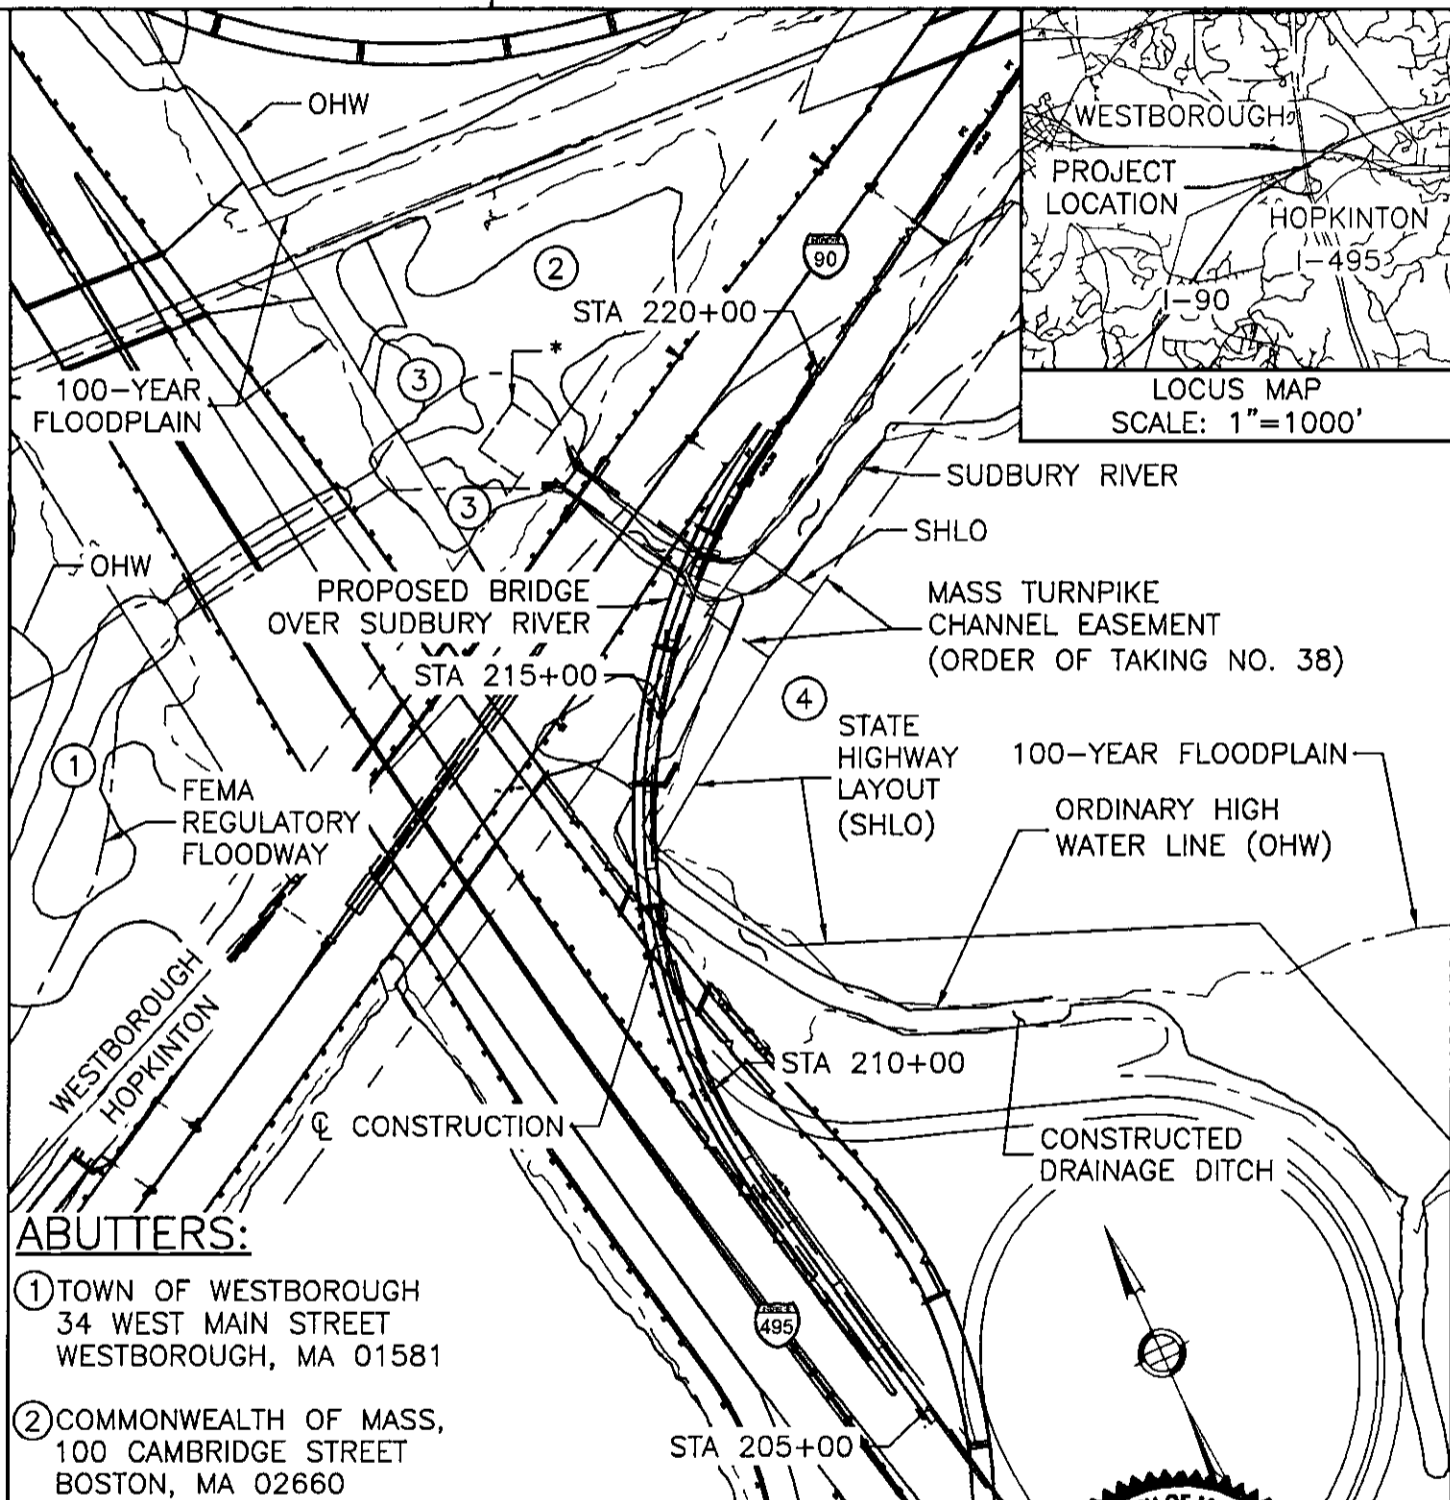 OHW
WESTBOROUGH
PROJECT
LOCATION
HOPKINTON
I-495
I-90
LOCUS MAP
SCALE: 1"=1000'
90
2
STA 220+00
*
3
100-YEAR
FLOODPLAIN
SUDBURY RIVER
3
SHLO
OHW
PROPOSED BRIDGE
OVER SUDBURY RIVER
MASS TURNPIKE
CHANNEL EASEMENT
(ORDER OF TAKING NO. 38)
STA 215+00
4
STATE
HIGHWAY
LAYOUT
(SHLO)
100-YEAR FLOODPLAIN
1
FEMA
REGULATORY
FLOODWAY
ORDINARY HIGH
WATER LINE (OHW)
WESTBOROUGH
HOPKINTON
STA 210+00
℄ CONSTRUCTION
CONSTRUCTED
DRAINAGE DITCH
ABUTTERS:
1 TOWN OF WESTBOROUGH
34 WEST MAIN STREET
WESTBOROUGH, MA 01581
495
2 COMMONWEALTH OF MASS,
100 CAMBRIDGE STREET
BOSTON, MA 02660
STA 205+00